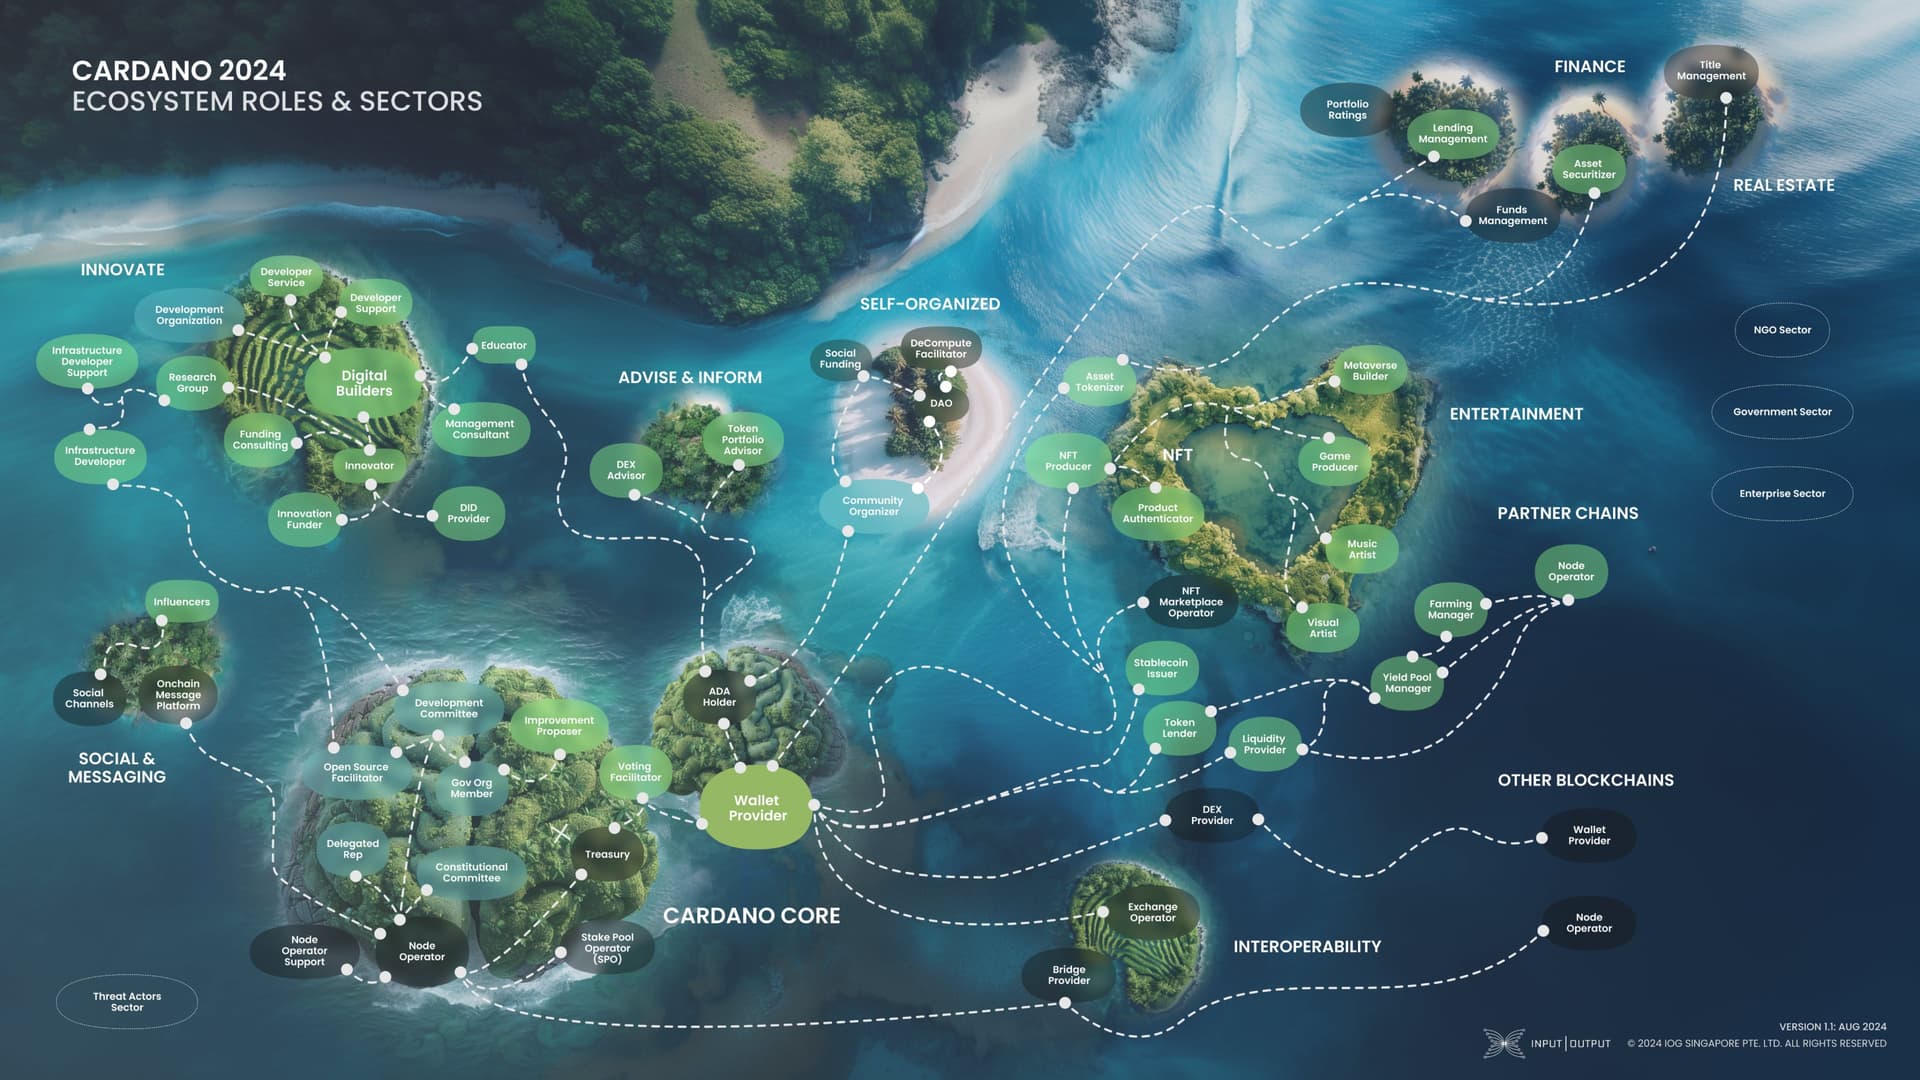 CARDANO 2024
ECOSYSTEM ROLES & SECTORS
FINANCE
Title
Management
Portfolio
Ratings
Lending
Management
Asset
Securitizer
Funds
Management
REAL ESTATE
INNOVATE
Developer
Service
Developer
Support
Development
Organization
Infrastructure
Developer
Support
Research
Group
Digital
Builders
Educator
Management
Consultant
Funding
Consulting
Innovator
Infrastructure
Developer
Innovation
Funder
DID
Provider
ADVISE & INFORM
Token
Portfolio
Advisor
DEX
Advisor
SELF-ORGANIZED
Social
Funding
DeCompute
Facilitator
DAO
Community
Organizer
Asset
Tokenizer
Metaverse
Builder
ENTERTAINMENT
NFT
Producer
NFT
Game
Producer
Product
Authenticator
Music
Artist
NFT
Marketplace
Operator
Visual
Artist
NGO Sector
Government Sector
Enterprise Sector
PARTNER CHAINS
Node
Operator
Farming
Manager
Yield Pool
Manager
Stablecoin
Issuer
Token
Lender
Liquidity
Provider
Influencers
Social
Channels
Onchain
Message
Platform
SOCIAL &
MESSAGING
ADA
Holder
Development
Committee
Improvement
Proposer
Open Source
Facilitator
Gov Org
Member
Voting
Facilitator
Wallet
Provider
Delegated
Rep
Constitutional
Committee
Treasury
CARDANO CORE
Node
Operator
Support
Node
Operator
Stake Pool
Operator
(SPO)
Threat Actors
Sector
DEX
Provider
OTHER BLOCKCHAINS
Wallet
Provider
Node
Operator
Exchange
Operator
INTEROPERABILITY
Bridge
Provider
VERSION 1.1: AUG 2024
INPUT | OUTPUT
© 2024 IOG SINGAPORE PTE. LTD. ALL RIGHTS RESERVED